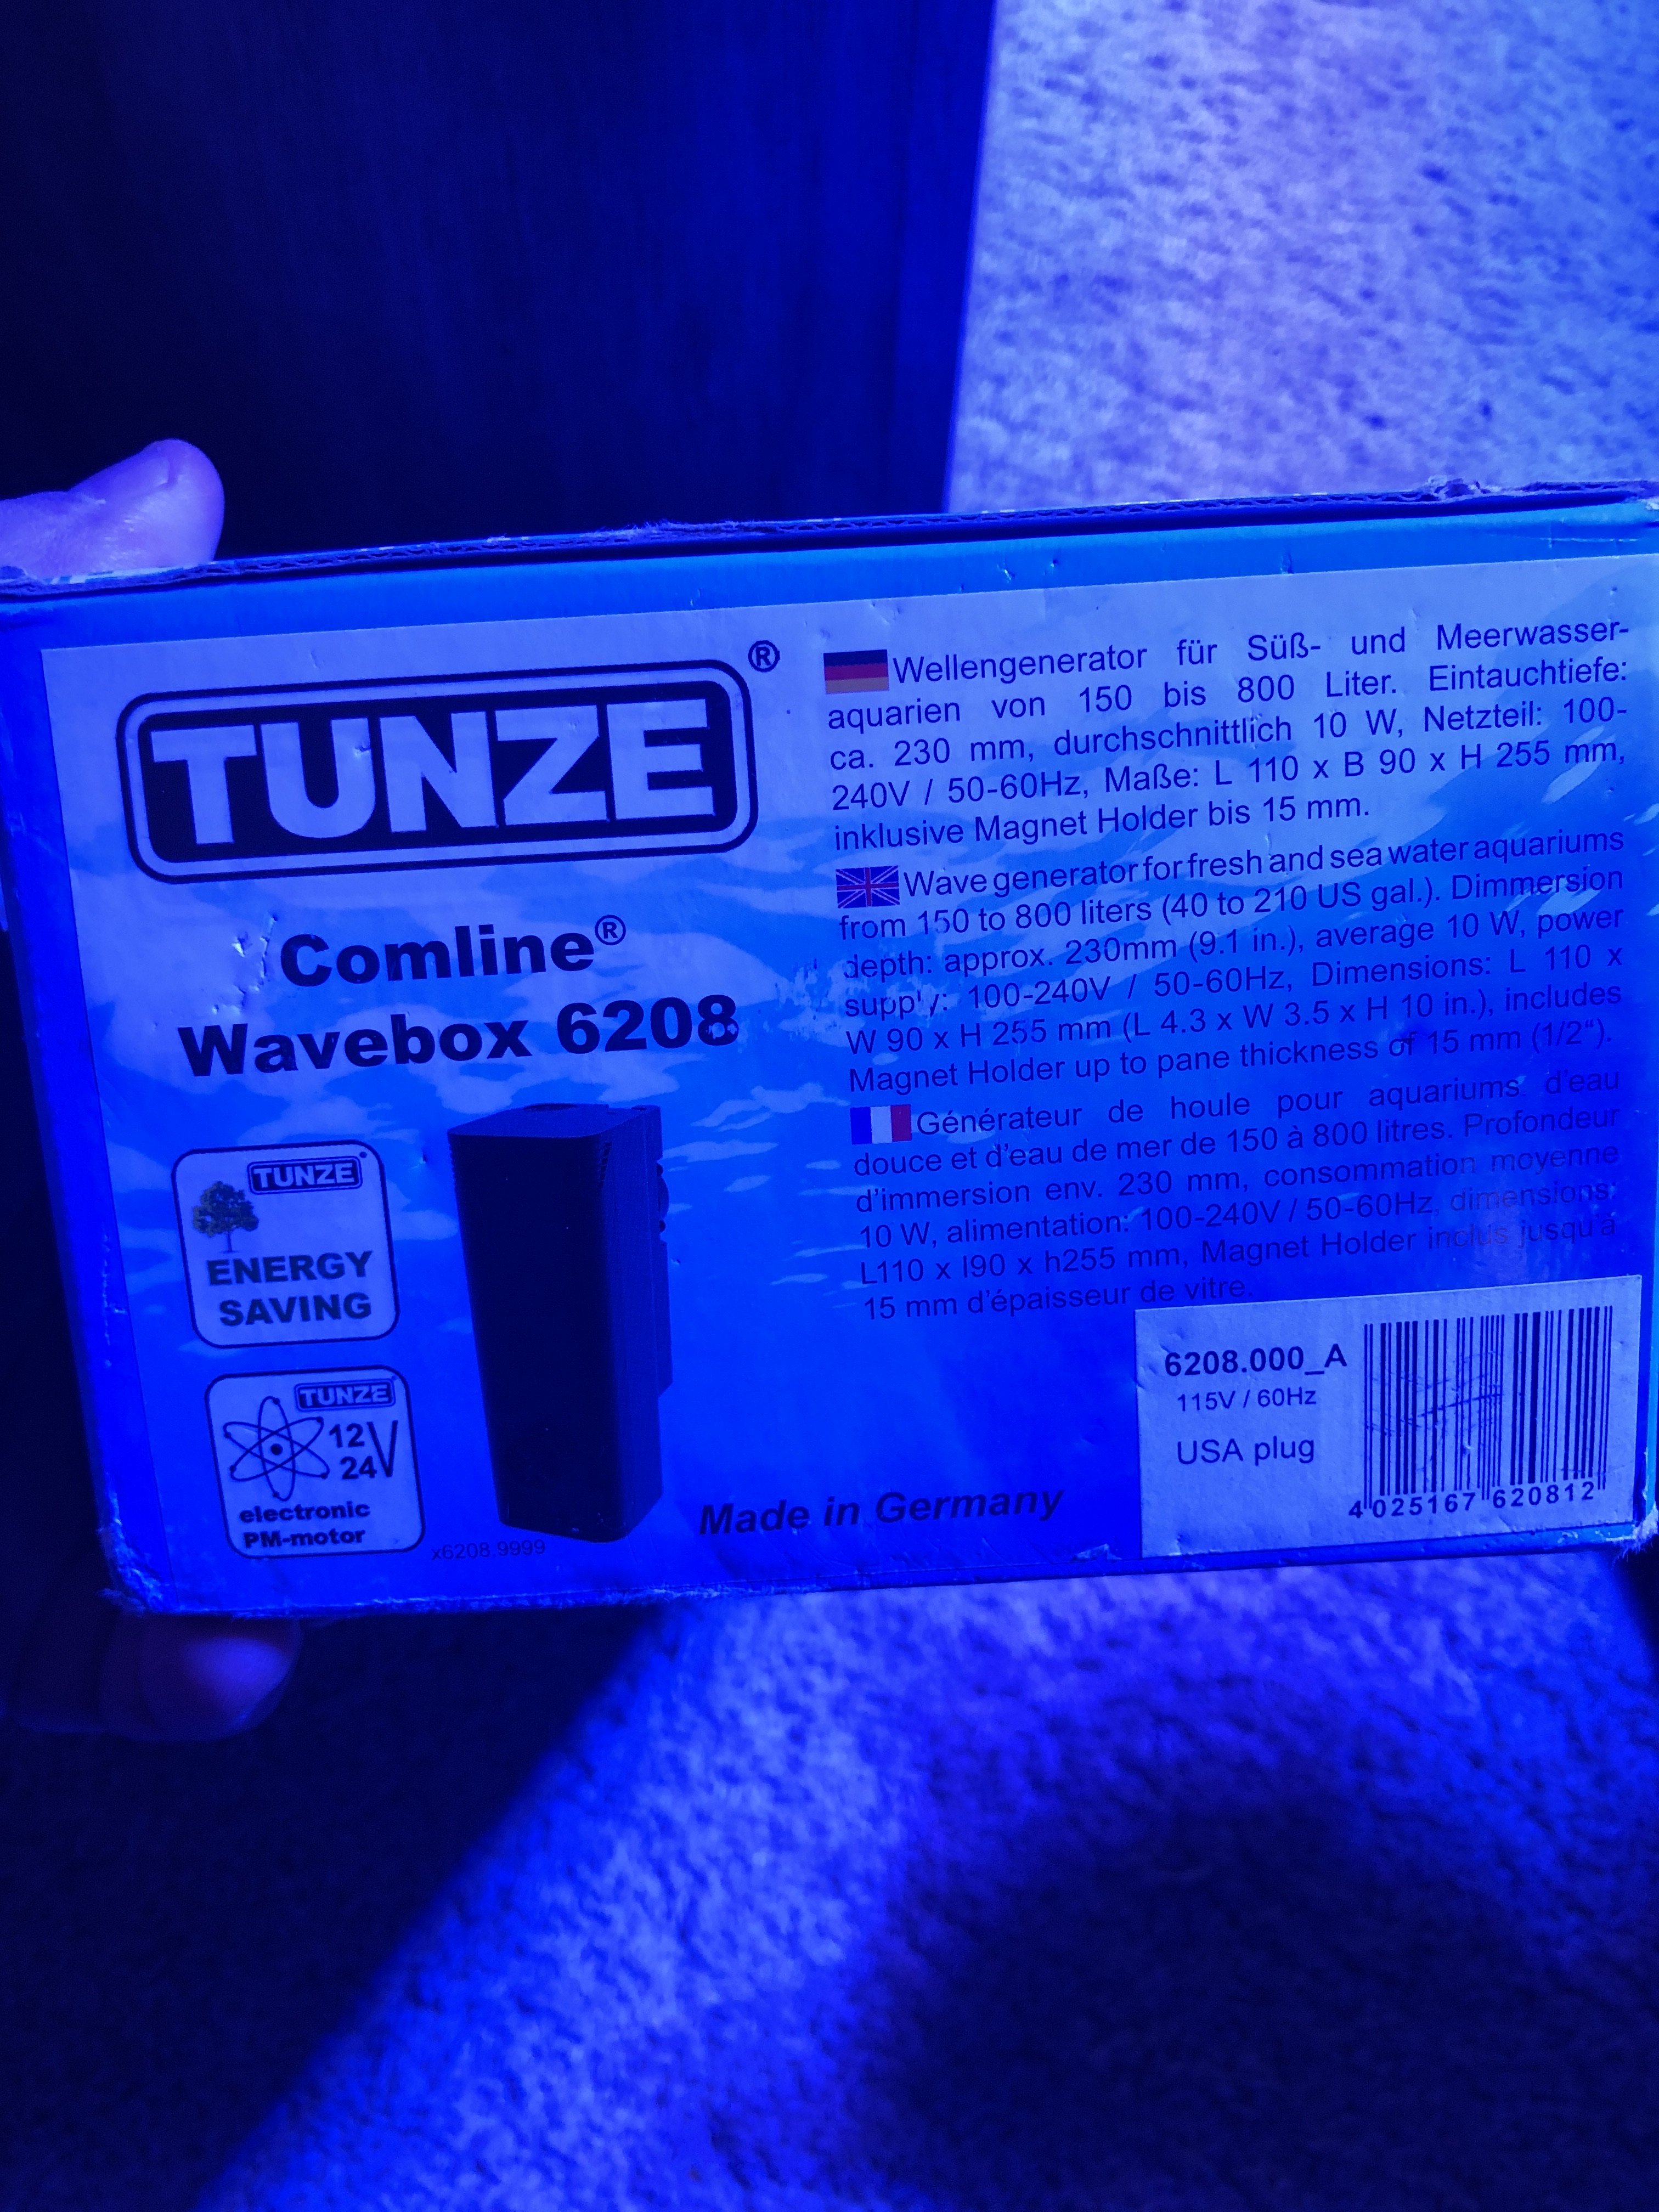 TUNZE®
Comline®
Wavebox 6208
TUNZE
ENERGY
SAVING
TUNZE
12V
24V
electronic
PM-motor
x6208.9999
Made in Germany
Wellengenerator für Süß- und Meerwasser-
aquarien von 150 bis 800 Liter. Eintauchtiefe:
ca. 230 mm, durchschnittlich 10 W, Netzteil: 100-
240V / 50-60Hz, Maße: L 110 x B 90 x H 255 mm,
inklusive Magnet Holder bis 15 mm.
Wave generator for fresh and sea water aquariums
from 150 to 800 liters (40 to 210 US gal.). Dimmersion
depth: approx. 230mm (9.1 in.), average 10 W, power
supply: 100-240V / 50-60Hz, Dimensions: L 110 x
W 90 x H 255 mm (L 4.3 x W 3.5 x H 10 in.), includes
Magnet Holder up to pane thickness of 15 mm (1/2“).
Générateur de houle pour aquariums d'eau
douce et d'eau de mer de 150 à 800 litres. Profondeur
d'immersion env. 230 mm, consommation moyenne
10 W, alimentation: 100-240V / 50-60Hz, dimensions:
L110 x l90 x h255 mm, Magnet Holder inclus jusqu'à
15 mm d'épaisseur de vitre.
6208.000_A
115V / 60Hz
USA plug
4 025167 620812